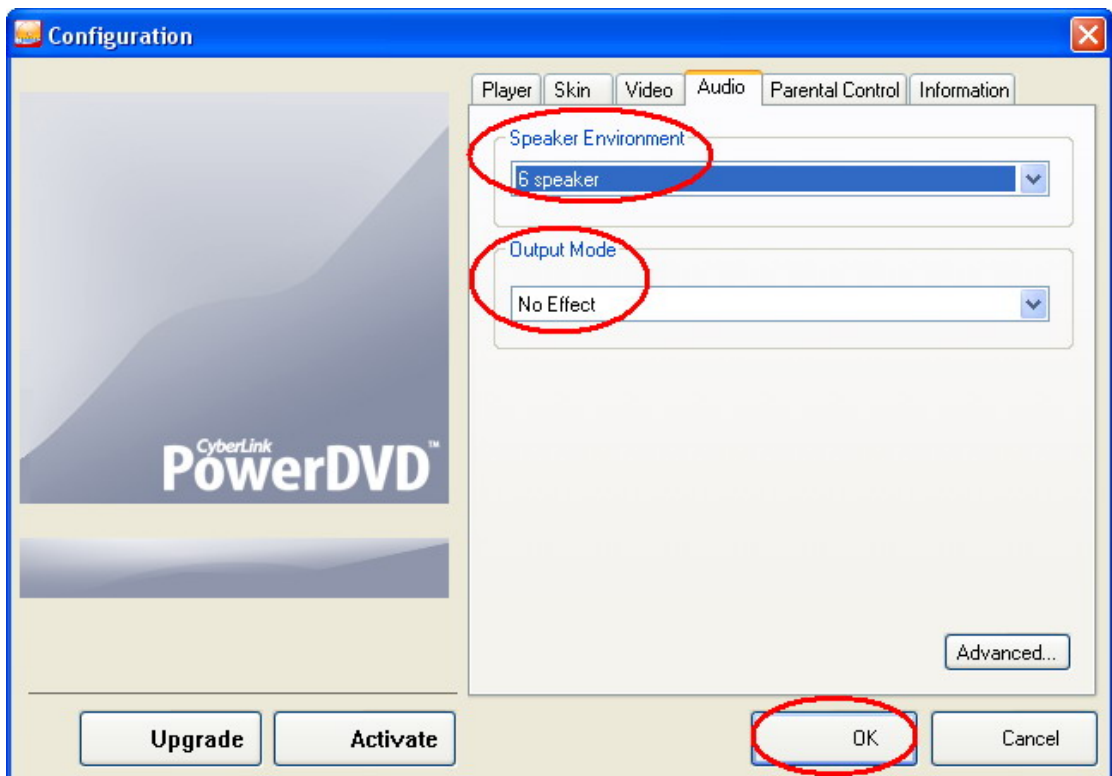 Configuration
Player Skin Video Audio Parental Control Information
Speaker Environment
6 speaker
Output Mode
No Effect
CyberLink
PowerDVD™
Advanced...
Upgrade Activate OK Cancel